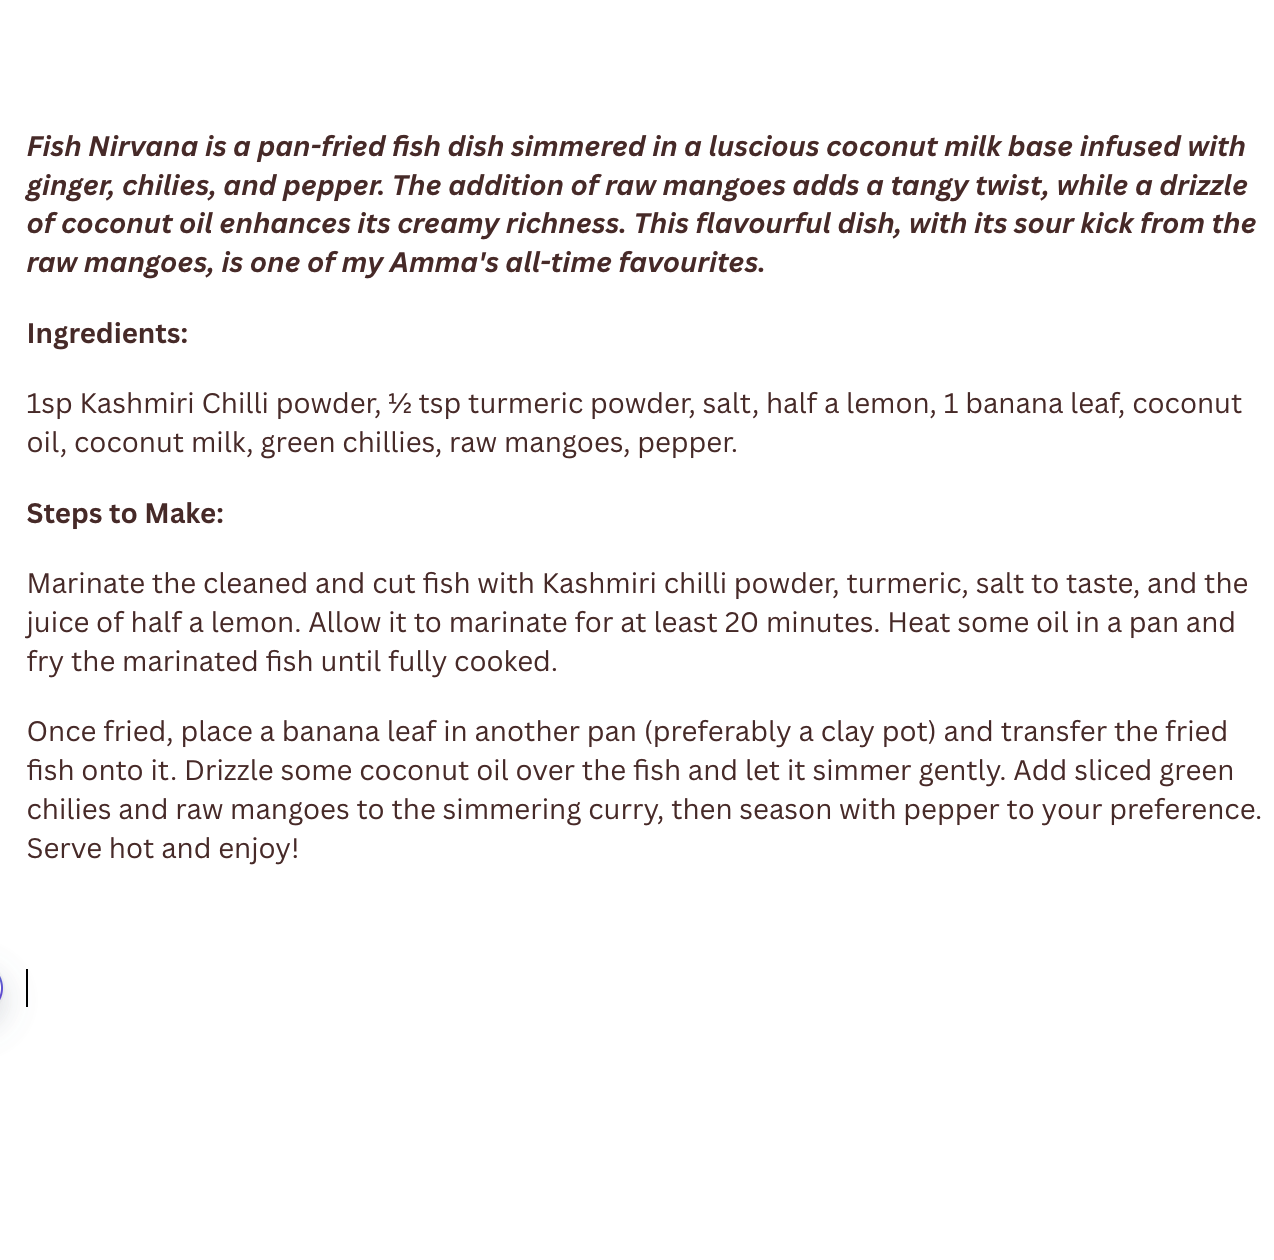 Fish Nirvana is a pan-fried fish dish simmered in a luscious coconut milk base infused with
ginger, chilies, and pepper. The addition of raw mangoes adds a tangy twist, while a drizzle
of coconut oil enhances its creamy richness. This flavourful dish, with its sour kick from the
raw mangoes, is one of my Amma's all-time favourites.
Ingredients:
1sp Kashmiri Chilli powder, ½ tsp turmeric powder, salt, half a lemon, 1 banana leaf, coconut
oil, coconut milk, green chillies, raw mangoes, pepper.
Steps to Make:
Marinate the cleaned and cut fish with Kashmiri chilli powder, turmeric, salt to taste, and the
juice of half a lemon. Allow it to marinate for at least 20 minutes. Heat some oil in a pan and
fry the marinated fish until fully cooked.
Once fried, place a banana leaf in another pan (preferably a clay pot) and transfer the fried
fish onto it. Drizzle some coconut oil over the fish and let it simmer gently. Add sliced green
chilies and raw mangoes to the simmering curry, then season with pepper to your preference.
Serve hot and enjoy!